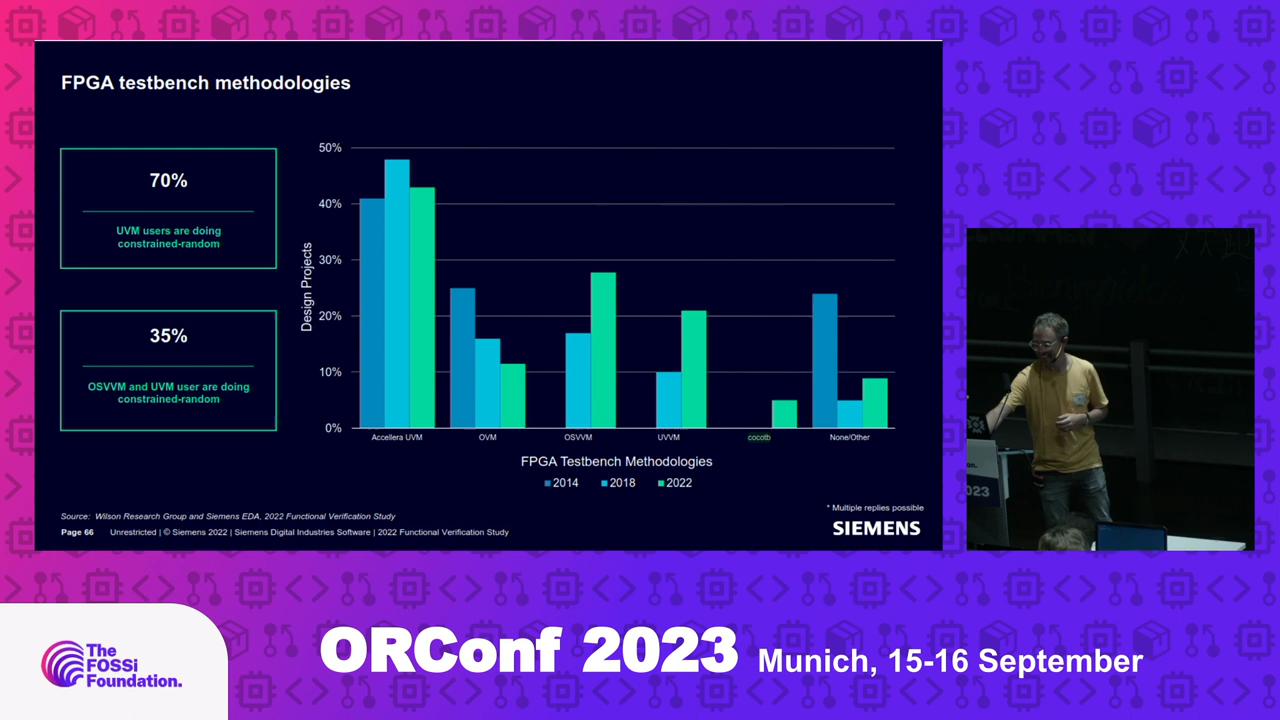 FPGA testbench methodologies
70%
UVM users are doing
constrained-random
35%
OSVVM and UVM user are doing
constrained-random
Design Projects
50%
40%
30%
20%
10%
0%
Accellera UVM
OVM
OSVVM
UVVM
cocotb
None/Other
FPGA Testbench Methodologies
2014
2018
2022
Source: Wilson Research Group and Siemens EDA, 2022 Functional Verification Study
* Multiple replies possible
Page 66
Unrestricted | © Siemens 2022 | Siemens Digital Industries Software | 2022 Functional Verification Study
SIEMENS
023
The
FOSSi
Foundation.
ORConf 2023
Munich, 15-16 September